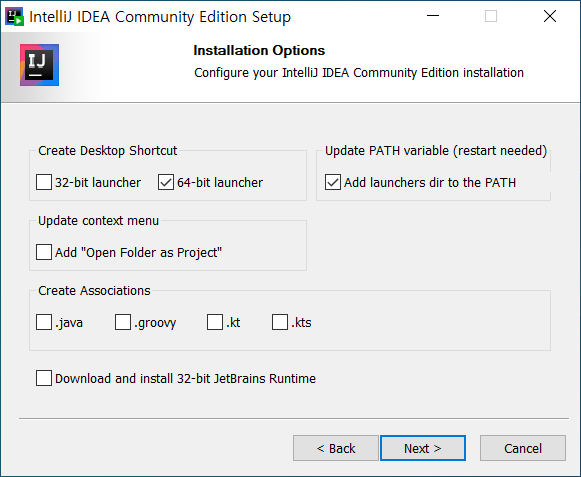 IntelliJ IDEA Community Edition Setup
IJ
Installation Options
Configure your IntelliJ IDEA Community Edition installation
Create Desktop Shortcut
32-bit launcher
64-bit launcher
Update PATH variable (restart needed)
Add launchers dir to the PATH
Update context menu
Add "Open Folder as Project"
Create Associations
.java .groovy .kt .kts
Download and install 32-bit JetBrains Runtime
< Back Next > Cancel